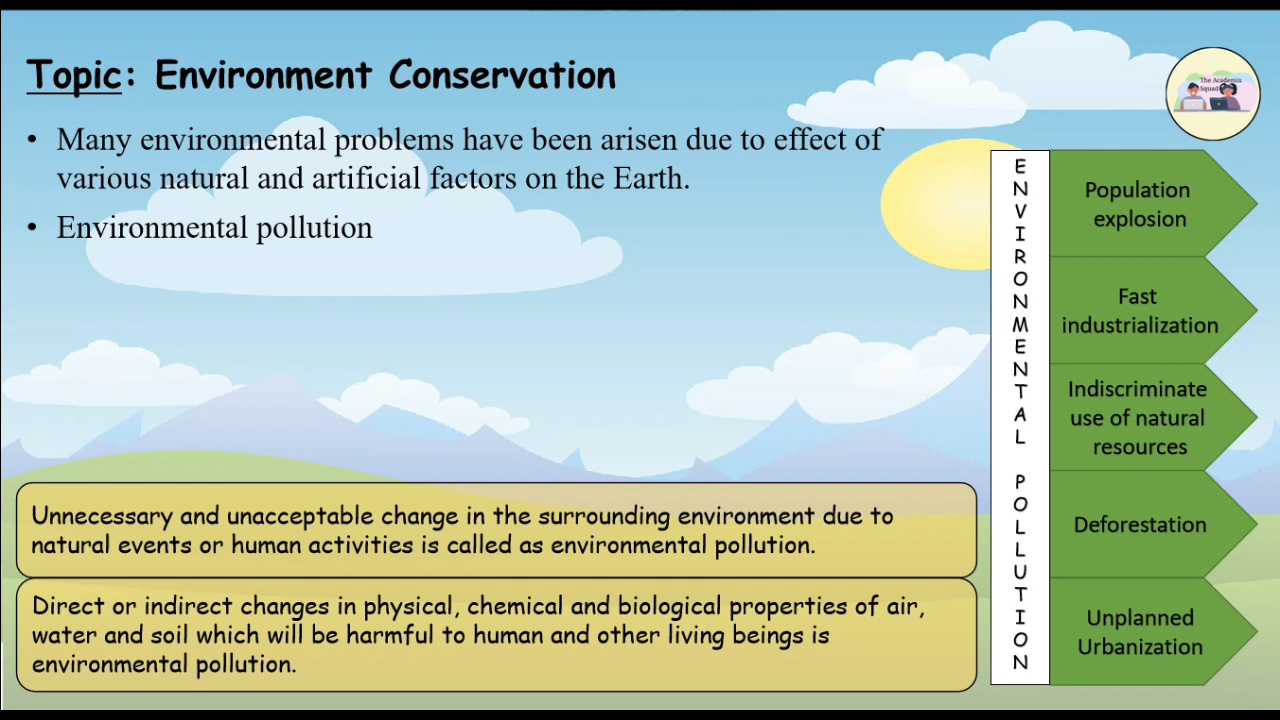 Topic: Environment Conservation
The Academix
Squad
• Many environmental problems have been arisen due to effect of
various natural and artificial factors on the Earth.
• Environmental pollution
ENVIRONMENTAL POLLUTION
Population
explosion
Fast
industrialization
Indiscriminate
use of natural
resources
Deforestation
Unplanned
Urbanization
Unnecessary and unacceptable change in the surrounding environment due to
natural events or human activities is called as environmental pollution.
Direct or indirect changes in physical, chemical and biological properties of air,
water and soil which will be harmful to human and other living beings is
environmental pollution.